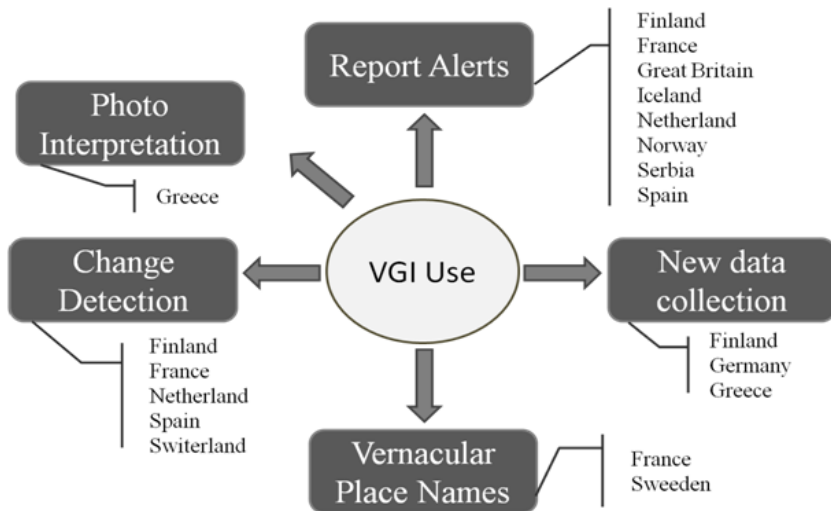 Report Alerts
Finland
France
Great Britain
Iceland
Netherland
Norway
Serbia
Spain
Photo
Interpretation
Greece
VGI Use
Change
Detection
Finland
France
Netherland
Spain
Switerland
New data
collection
Finland
Germany
Greece
Vernacular
Place Names
France
Sweeden